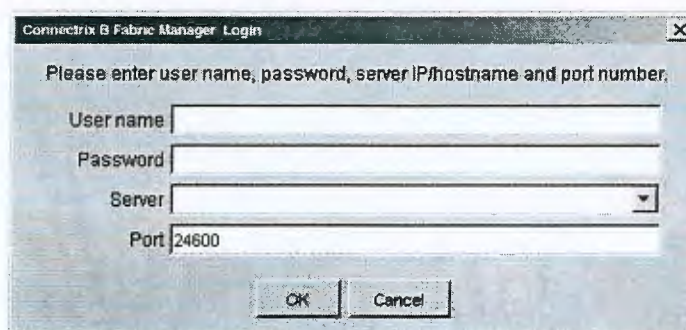 Connectrix B Fabric Manager Login
Please enter user name, password, server IP/hostname and port number.
User name
Password
Server
Port 24600
OK Cancel